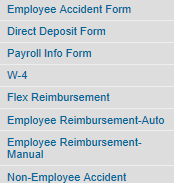 Employee Accident Form
Direct Deposit Form
Payroll Info Form
W-4
Flex Reimbursement
Employee Reimbursement-Auto
Employee Reimbursement-
Manual
Non-Employee Accident